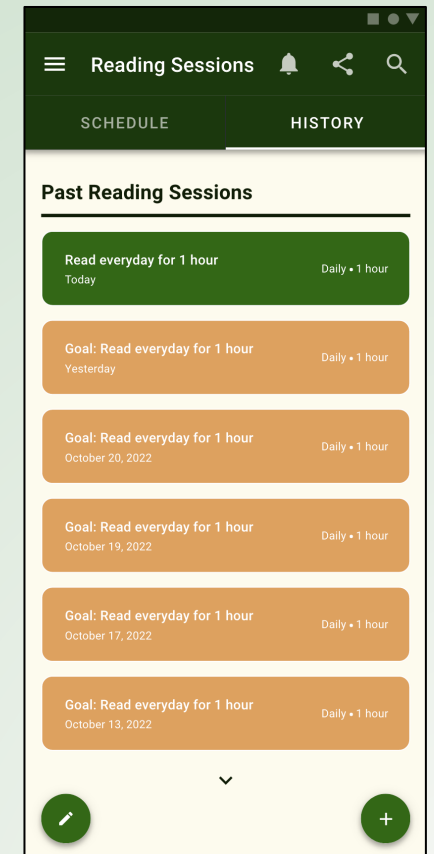 Reading Sessions
SCHEDULE HISTORY
Past Reading Sessions
Read everyday for 1 hour
Today
Daily • 1 hour
Goal: Read everyday for 1 hour
Yesterday
Daily • 1 hour
Goal: Read everyday for 1 hour
October 20, 2022
Daily • 1 hour
Goal: Read everyday for 1 hour
October 19, 2022
Daily • 1 hour
Goal: Read everyday for 1 hour
October 17, 2022
Daily • 1 hour
Goal: Read everyday for 1 hour
October 13, 2022
Daily • 1 hour